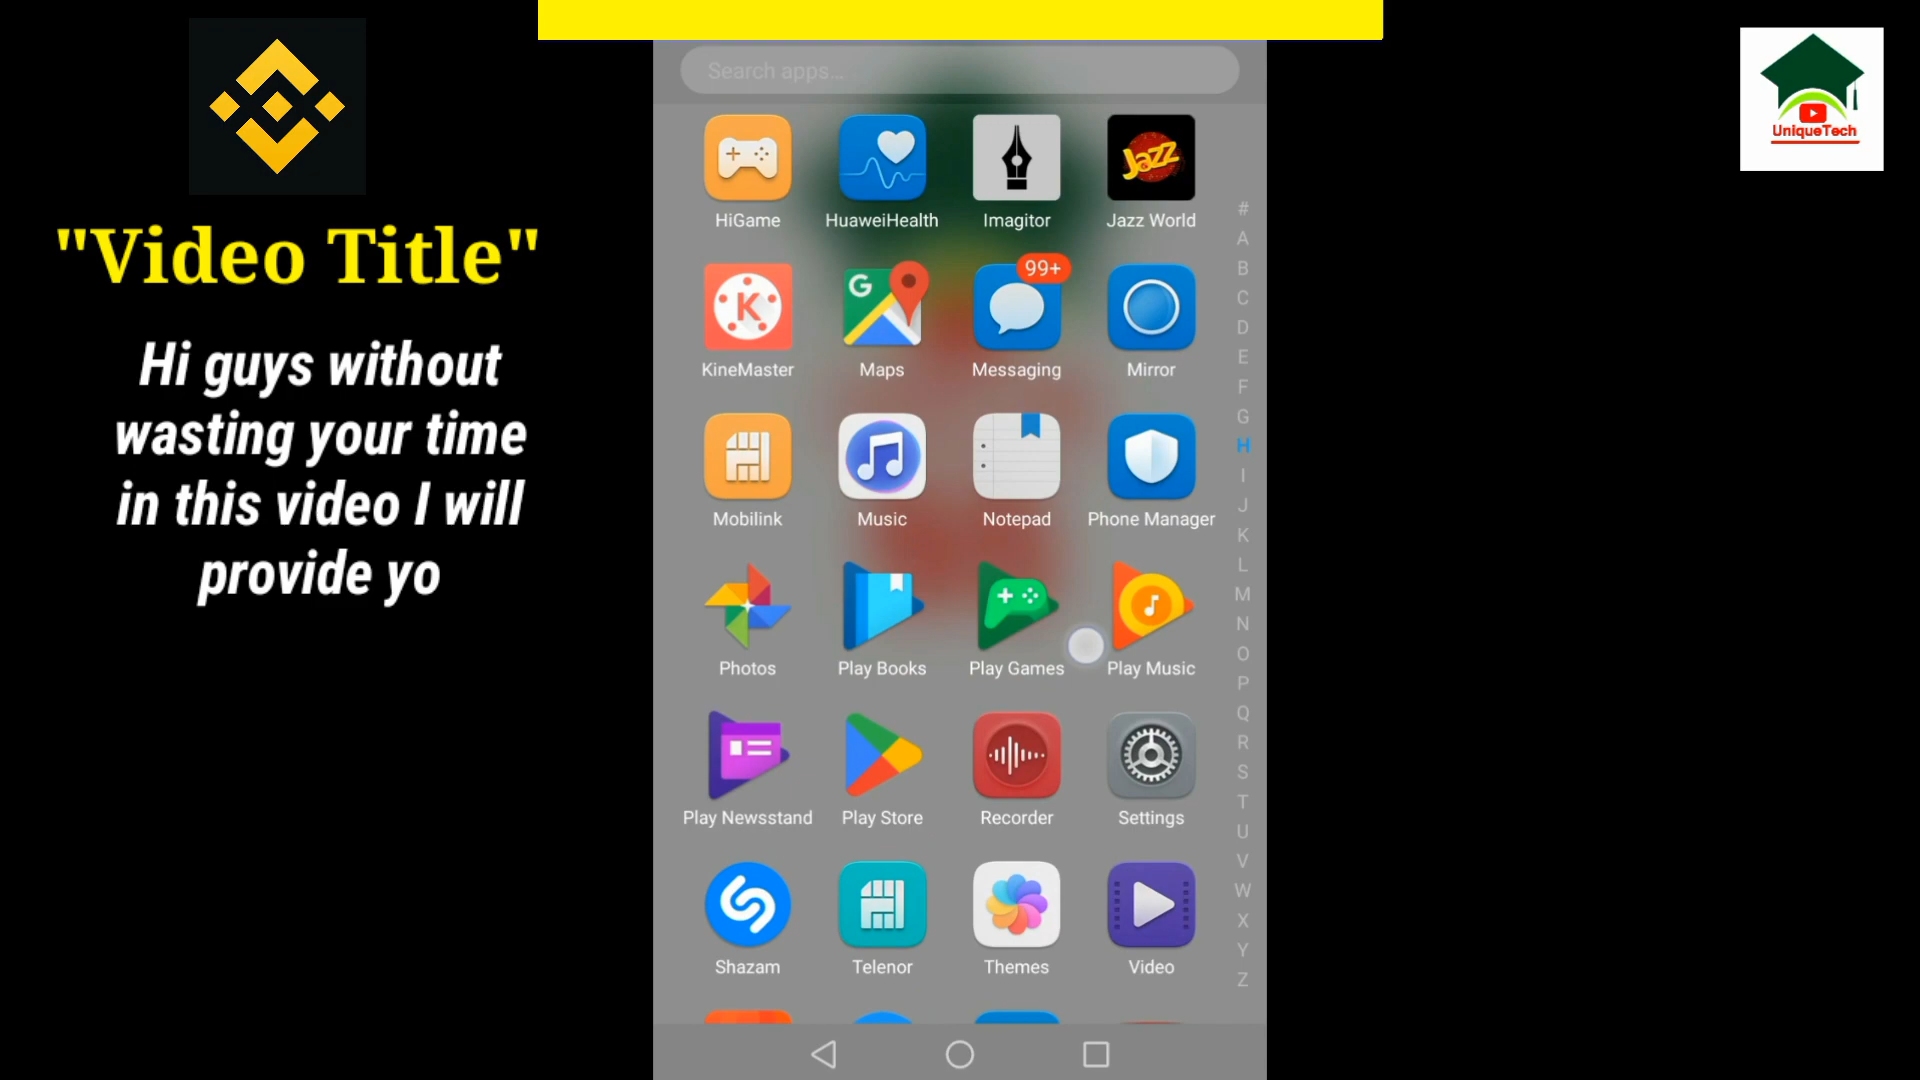 "Video Title"
Hi guys without
wasting your time
in this video I will
provide yo
Search apps...
HiGame HuaweiHealth Imagitor Jazz World
Jazz
G
99+
K
KineMaster Maps Messaging Mirror
Mobilink Music Notepad Phone Manager
Photos Play Books Play Games Play Music
Play Newsstand Play Store Recorder Settings
Shazam Telenor Themes Video
#
A
B
C
D
E
F
G
H
I
J
K
L
M
N
O
P
Q
R
S
T
U
V
W
X
Y
Z
UniqueTech